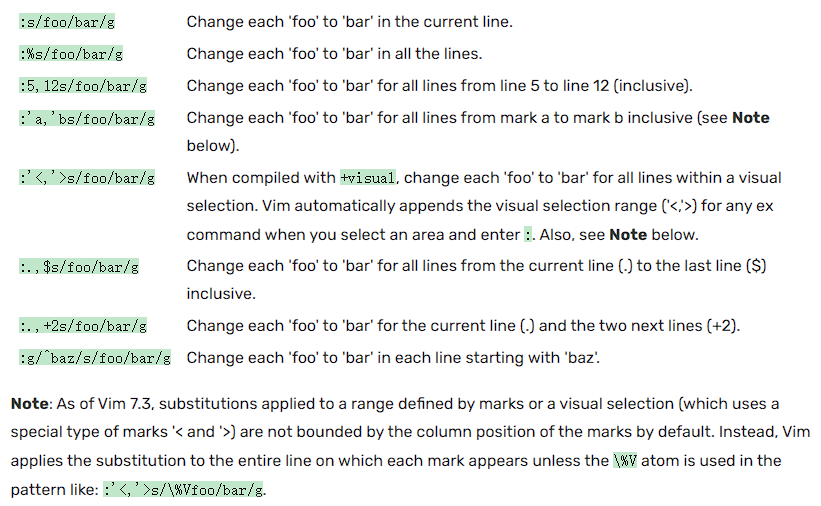 :s/foo/bar/g Change each 'foo' to 'bar' in the current line.
:%s/foo/bar/g Change each 'foo' to 'bar' in all the lines.
:5,12s/foo/bar/g Change each 'foo' to 'bar' for all lines from line 5 to line 12 (inclusive).
:'a,'bs/foo/bar/g Change each 'foo' to 'bar' for all lines from mark a to mark b inclusive (see Note
below).
:'<,'>s/foo/bar/g When compiled with +visual, change each 'foo' to 'bar' for all lines within a visual
selection. Vim automatically appends the visual selection range ('<,'>) for any ex
command when you select an area and enter :. Also, see Note below.
:.,$s/foo/bar/g Change each 'foo' to 'bar' for all lines from the current line (.) to the last line ($)
inclusive.
:.,+2s/foo/bar/g Change each 'foo' to 'bar' for the current line (.) and the two next lines (+2).
:g/^baz/s/foo/bar/g Change each 'foo' to 'bar' in each line starting with 'baz'.
Note: As of Vim 7.3, substitutions applied to a range defined by marks or a visual selection (which uses a
special type of marks '< and '>) are not bounded by the column position of the marks by default. Instead, Vim
applies the substitution to the entire line on which each mark appears unless the \%V atom is used in the
pattern like: :'<,'>s/\%Vfoo/bar/g.